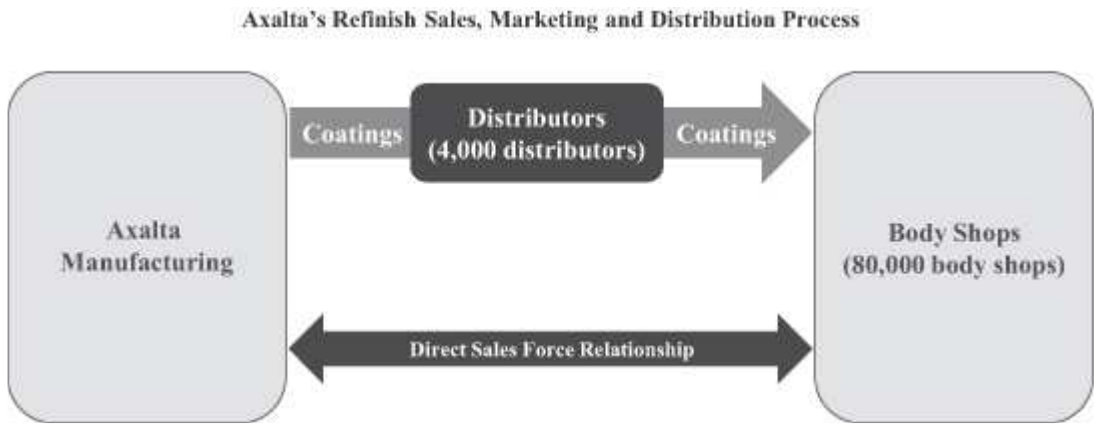 Axalta's Refinish Sales, Marketing and Distribution Process
Coatings
Distributors
(4,000 distributors)
Coatings
Axalta
Manufacturing
Body Shops
(80,000 body shops)
Direct Sales Force Relationship